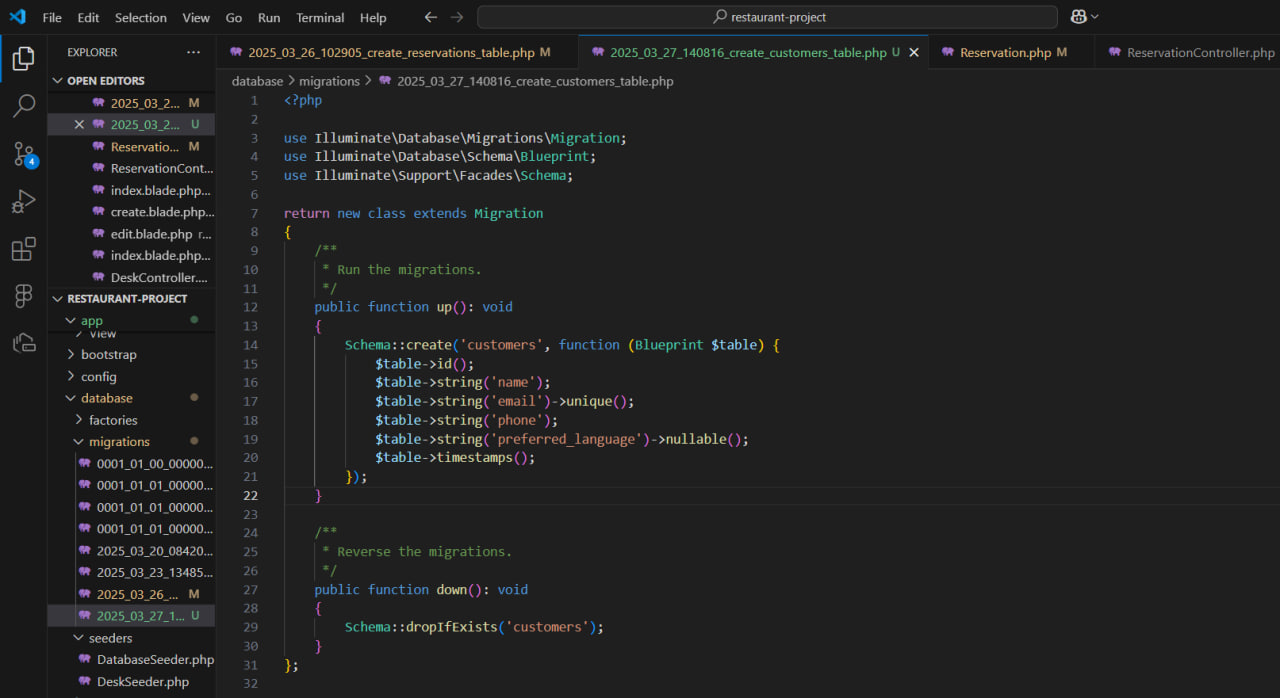 File Edit Selection View Go Run Terminal Help
restaurant-project
EXPLORER
2025_03_26_102905_create_reservations_table.php M
2025_03_27_140816_create_customers_table.php U
Reservation.php M
ReservationController.php
OPEN EDITORS
2025_03_2... M
2025_03_2... U
Reservatio... M
ReservationCont...
index.blade.php...
create.blade.php...
edit.blade.php r...
index.blade.php...
DeskController....
RESTAURANT-PROJECT
app
View
bootstrap
config
database
factories
migrations
0001_01_00_00000...
0001_01_01_00000...
0001_01_01_00000...
0001_01_01_00000...
2025_03_20_08420...
2025_03_23_13485...
2025_03_26_... M
2025_03_27_1... U
seeders
DatabaseSeeder.php
DeskSeeder.php
4
database > migrations > 2025_03_27_140816_create_customers_table.php
1 <?php
2
3 use Illuminate\Database\Migrations\Migration;
4 use Illuminate\Database\Schema\Blueprint;
5 use Illuminate\Support\Facades\Schema;
6
7 return new class extends Migration
8 {
9 /**
10 * Run the migrations.
11 */
12 public function up(): void
13 {
14 Schema::create('customers', function (Blueprint $table) {
15 $table->id();
16 $table->string('name');
17 $table->string('email')->unique();
18 $table->string('phone');
19 $table->string('preferred_language')->nullable();
20 $table->timestamps();
21 });
22 }
23
24 /**
25 * Reverse the migrations.
26 */
27 public function down(): void
28 {
29 Schema::dropIfExists('customers');
30 }
31 };
32